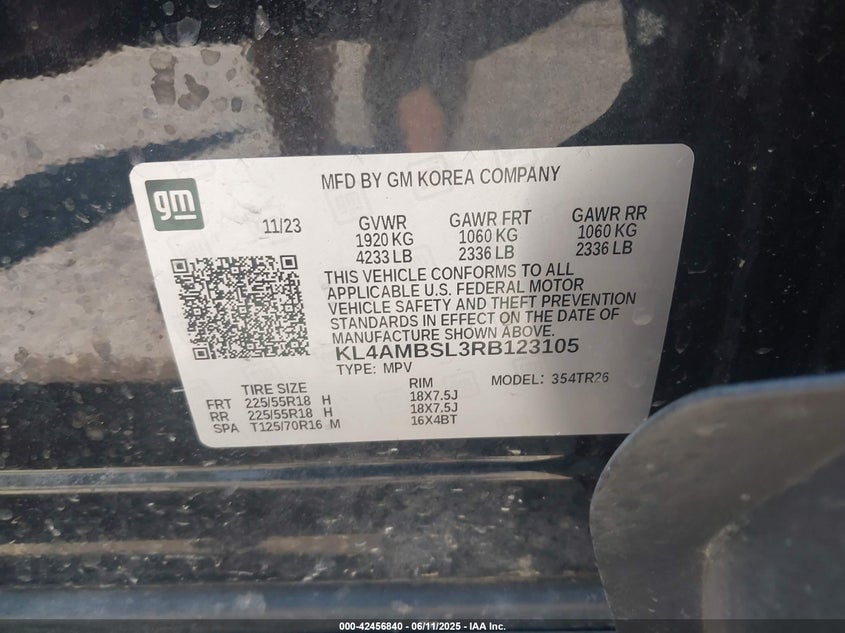 gm
MFD BY GM KOREA COMPANY
11/23
GVWR GAWR FRT GAWR RR
1920 KG 1060 KG 1060 KG
4233 LB 2336 LB 2336 LB
THIS VEHICLE CONFORMS TO ALL
APPLICABLE U.S. FEDERAL MOTOR
VEHICLE SAFETY AND THEFT PREVENTION
STANDARDS IN EFFECT ON THE DATE OF
MANUFACTURE SHOWN ABOVE.
KL4AMBSL3RB123105
TYPE: MPV MODEL: 354TR26
TIRE SIZE RIM
FRT 225/55R18 H 18X7.5J
RR 225/55R18 H 18X7.5J
SPA T125/70R16 M 16X4BT
000-42456840 - 06/11/2025 - IAA Inc.